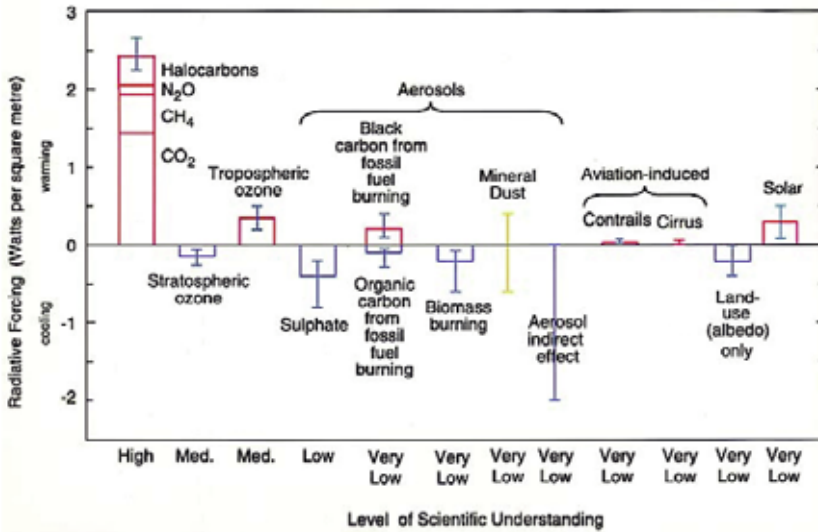 Radiative Forcing (Watts per square metre)
cooling
warming
3
2
1
0
-1
-2
Halocarbons
N₂O
CH₄
CO₂
Stratospheric
ozone
Tropospheric
ozone
Aerosols
Sulphate
Black
carbon from
fossil
fuel
burning
Organic
carbon
from
fossil
fuel
burning
Biomass
burning
Mineral
Dust
Aerosol
indirect
effect
Aviation-induced
Contrails
Cirrus
Land-
use
(albedo)
only
Solar
High
Med.
Med.
Low
Very
Low
Very
Low
Very
Low
Very
Low
Very
Low
Very
Low
Very
Low
Very
Low
Level of Scientific Understanding